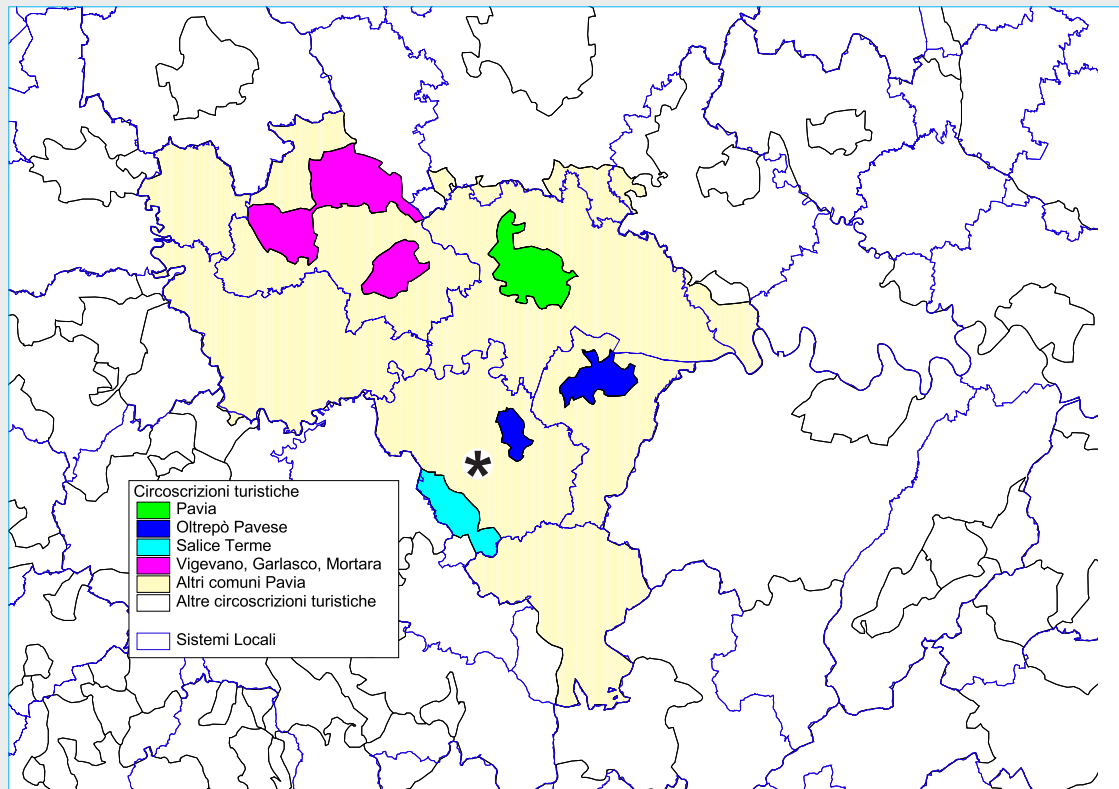 Circoscrizioni turistiche
Pavia
Oltrepò Pavese
Salice Terme
Vigevano, Garlasco, Mortara
Altri comuni Pavia
Altre circoscrizioni turistiche
Sistemi Locali
*